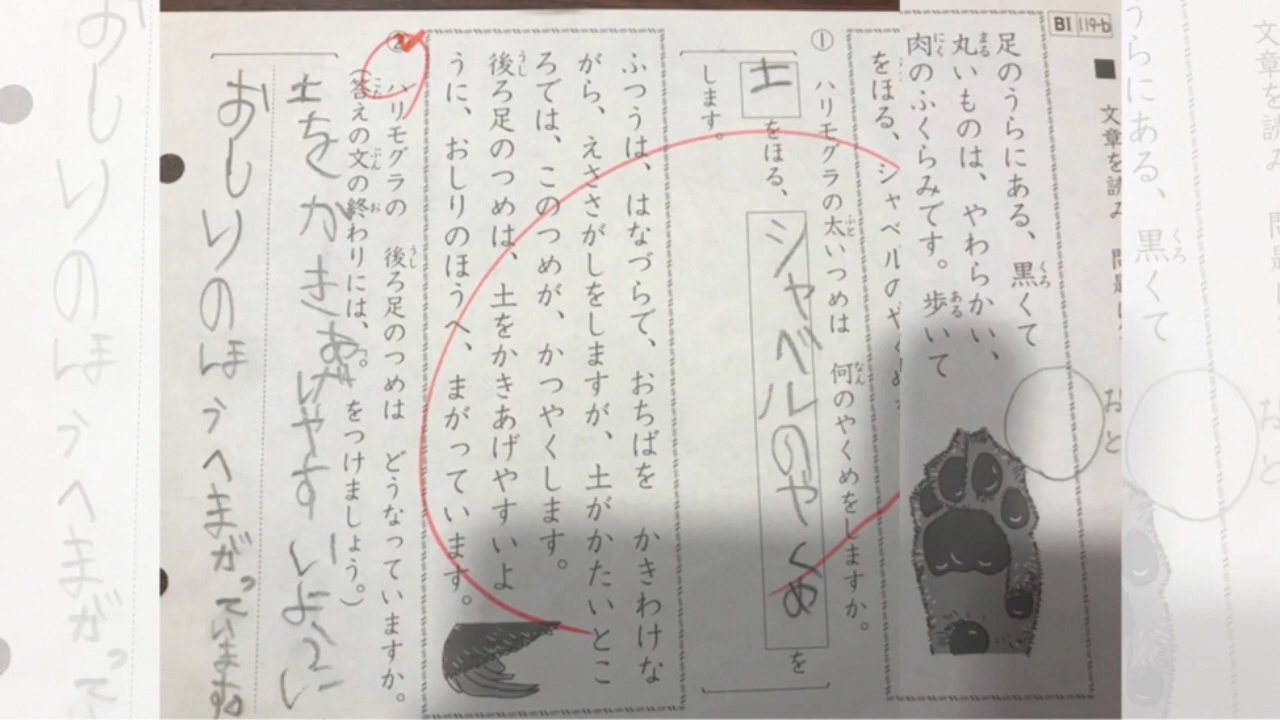 BI 119-b
足のうらにある、黒くて
丸いものは、やわらかい、
肉のふくらみです。歩いて
をほる、シャベルのやくめ
① ハリモグラの太いつめは 何のやくめをしますか。
土をほる、シャベルのやくめを
します。
ふつうは、はなづらで、おちばを かきわけな
がら、えさがしをしますが、土がかたいとこ
ろでは、このつめが、かつやくします。
後ろ足のつめは、土をかきあげやすいよ
うに、おしりのほうへ、まがっています。
② ハリモグラの 後ろ足のつめは どうなっていますか。
(答えの文の終わりには、。をつけましょう。)
土をかきあげやすいように
おしりのほうへまがっています。